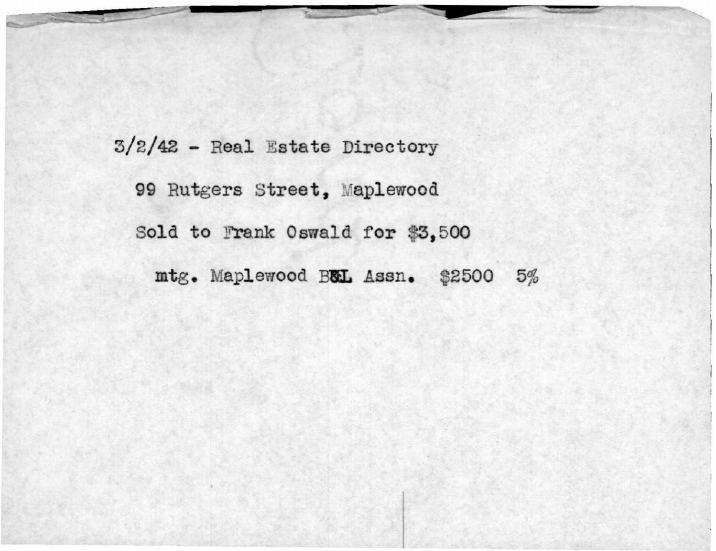 3/2/42 - Real Estate Directory
99 Rutgers Street, Maplewood
Sold to Frank Oswald for $3,500
mtg. Maplewood B&L Assn. $2500 5%